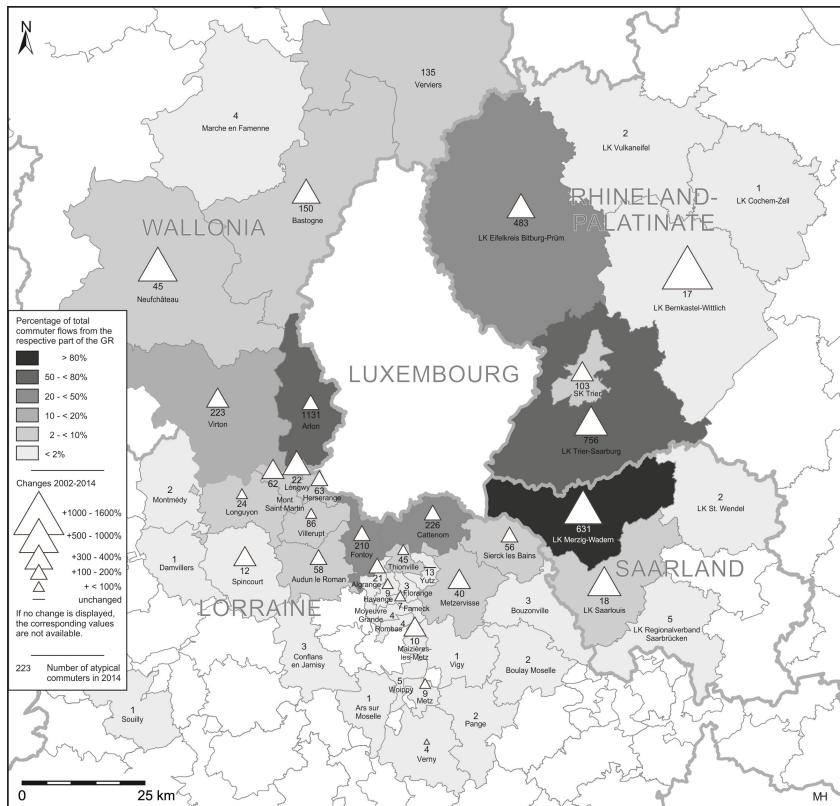 N
135
Verviers
4
Marche en Famenne
2
LK Vulkaneifel
1
LK Cochem-Zell
RHINELAND-
PALATINATE
150
Bastogne
WALLONIA
483
LK Eifelkreis Bitburg-Prüm
45
Neufchâteau
17
LK Bernkastel-Wittlich
LUXEMBOURG
Percentage of total
commuter flows from the
respective part of the GR
> 80%
50 - < 80%
20 - < 50%
10 - < 20%
2 - < 10%
< 2%
Changes 2002-2014
+1000 - 1600%
+500 - 1000%
+300 - 400%
+100 - 200%
+ < 100%
unchanged
If no change is displayed,
the corresponding values
are not available.
223 Number of atypical
commuters in 2014
103
SK Trier
223
Virton
1131
Arlon
756
LK Trier-Saarburg
2
Montmédy
62
Mont
Saint Martin
22
Longwy
63
Herserange
24
Longuyon
86
Villerupt
631
LK Merzig-Wadern
2
LK St. Wendel
226
Cattenom
210
Fontoy
56
Sierck les Bains
1
Damvillers
12
Spincourt
58
Audun le Roman
45
Thionville
21
Algrange
13
Yutz
9
Hayange
3
Florange
40
Metzervisse
SAARLAND
18
LK Saarlouis
7
Fameck
LORRAINE
Moyeuvre
Grande
4
Rombas
4
3
Bouzonville
5
LK Regionalverband
Saarbrücken
10
Maizières-
les-Metz
3
Conflans
en Jarnisy
1
Vigy
2
Boulay Moselle
5
Woippy
9
Metz
1
Souilly
1
Ars sur
Moselle
2
Pange
4
Verny
0 25 km
MH